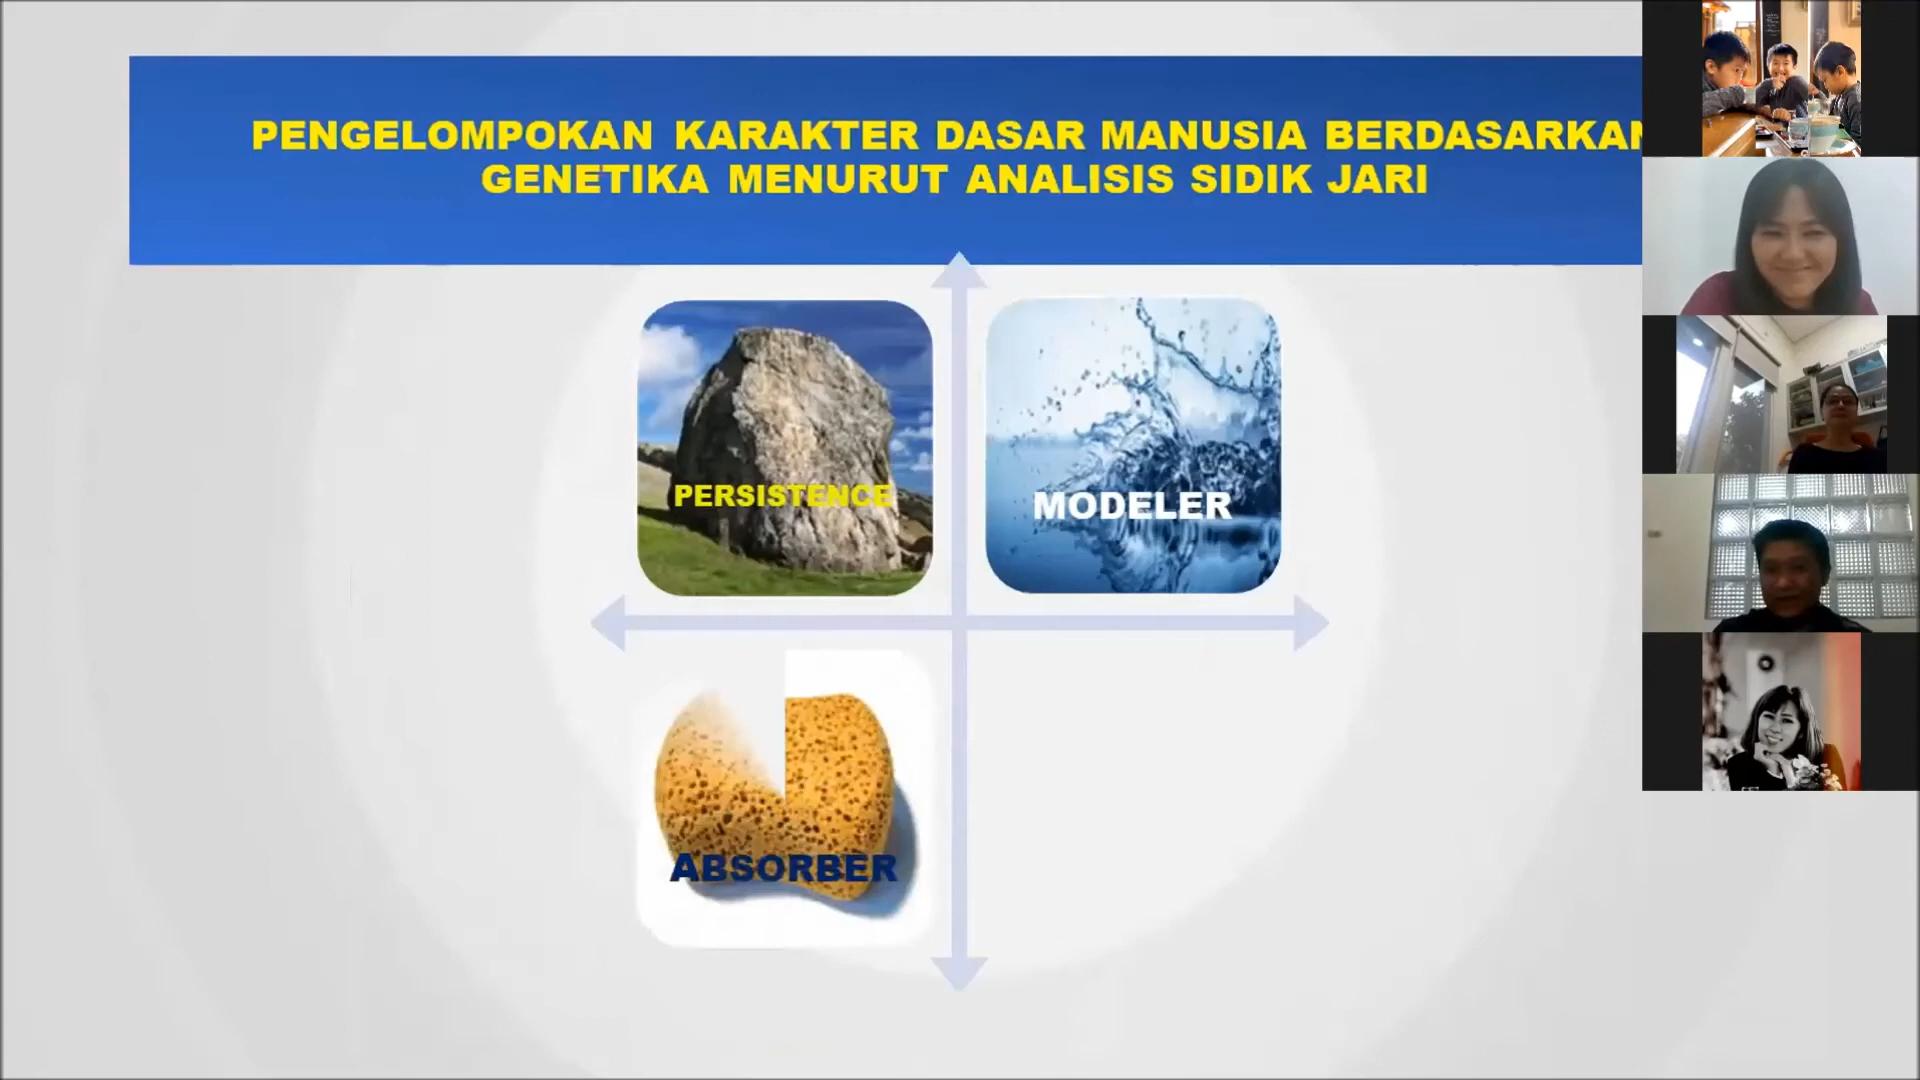 PENGELOMPOKAN KARAKTER DASAR MANUSIA BERDASARKAN
GENETIKA MENURUT ANALISIS SIDIK JARI
PERSISTENCE
MODELER
ABSORBER